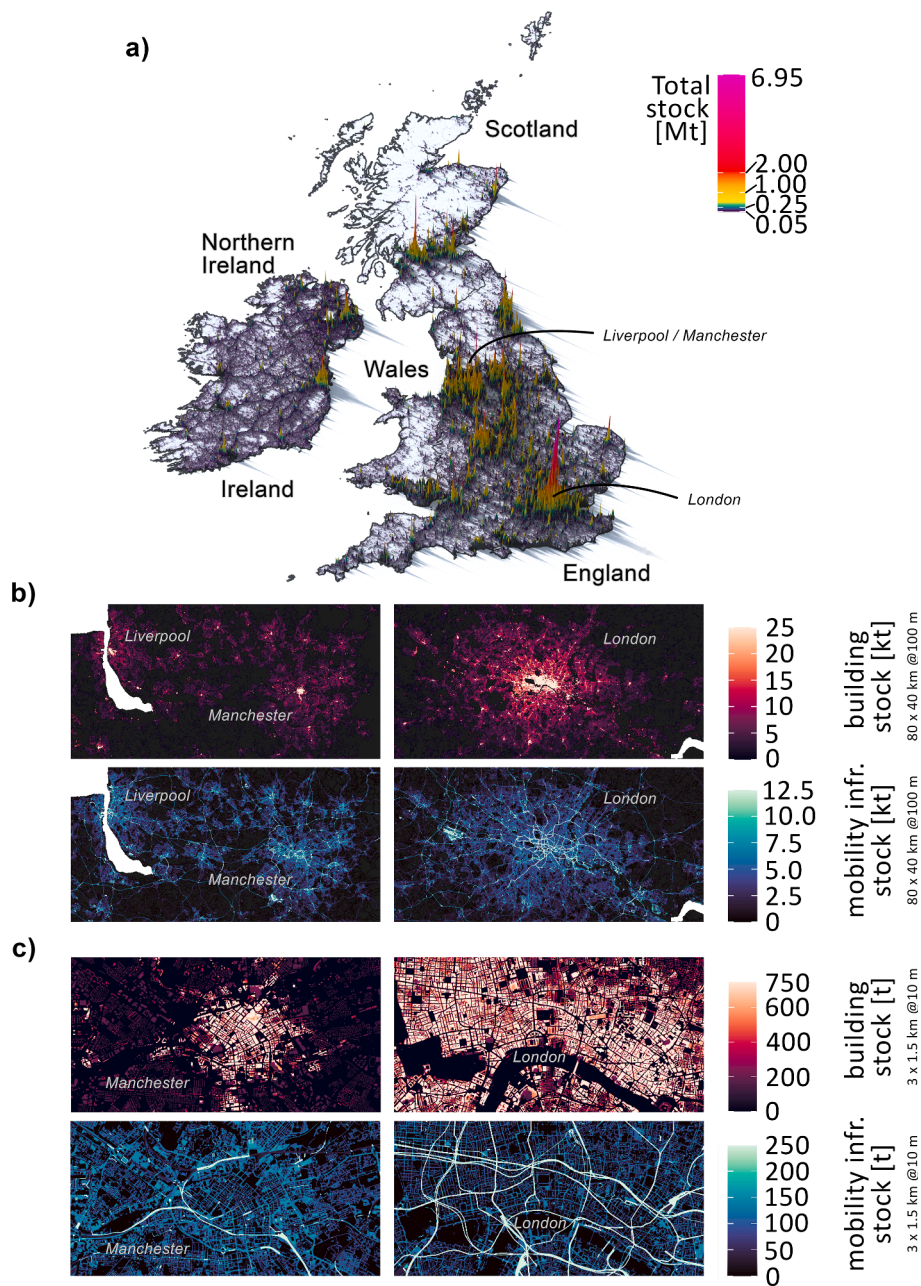 a)
Total
stock
[Mt]
6.95
2.00
1.00
0.25
0.05
Scotland
Northern
Ireland
Liverpool / Manchester
Wales
Ireland
London
England
b)
Liverpool
Manchester
London
25
20
15
10
5
0
building
stock [kt]
80 x 40 km @100 m
Liverpool
Manchester
London
12.5
10.0
7.5
5.0
2.5
0
mobility infr.
stock [kt]
80 x 40 km @100 m
c)
Manchester
London
750
600
400
200
0
building
stock [t]
3 x 1.5 km @10 m
Manchester
London
250
200
150
100
50
0
mobility infr.
stock [t]
3 x 1.5 km @10 m